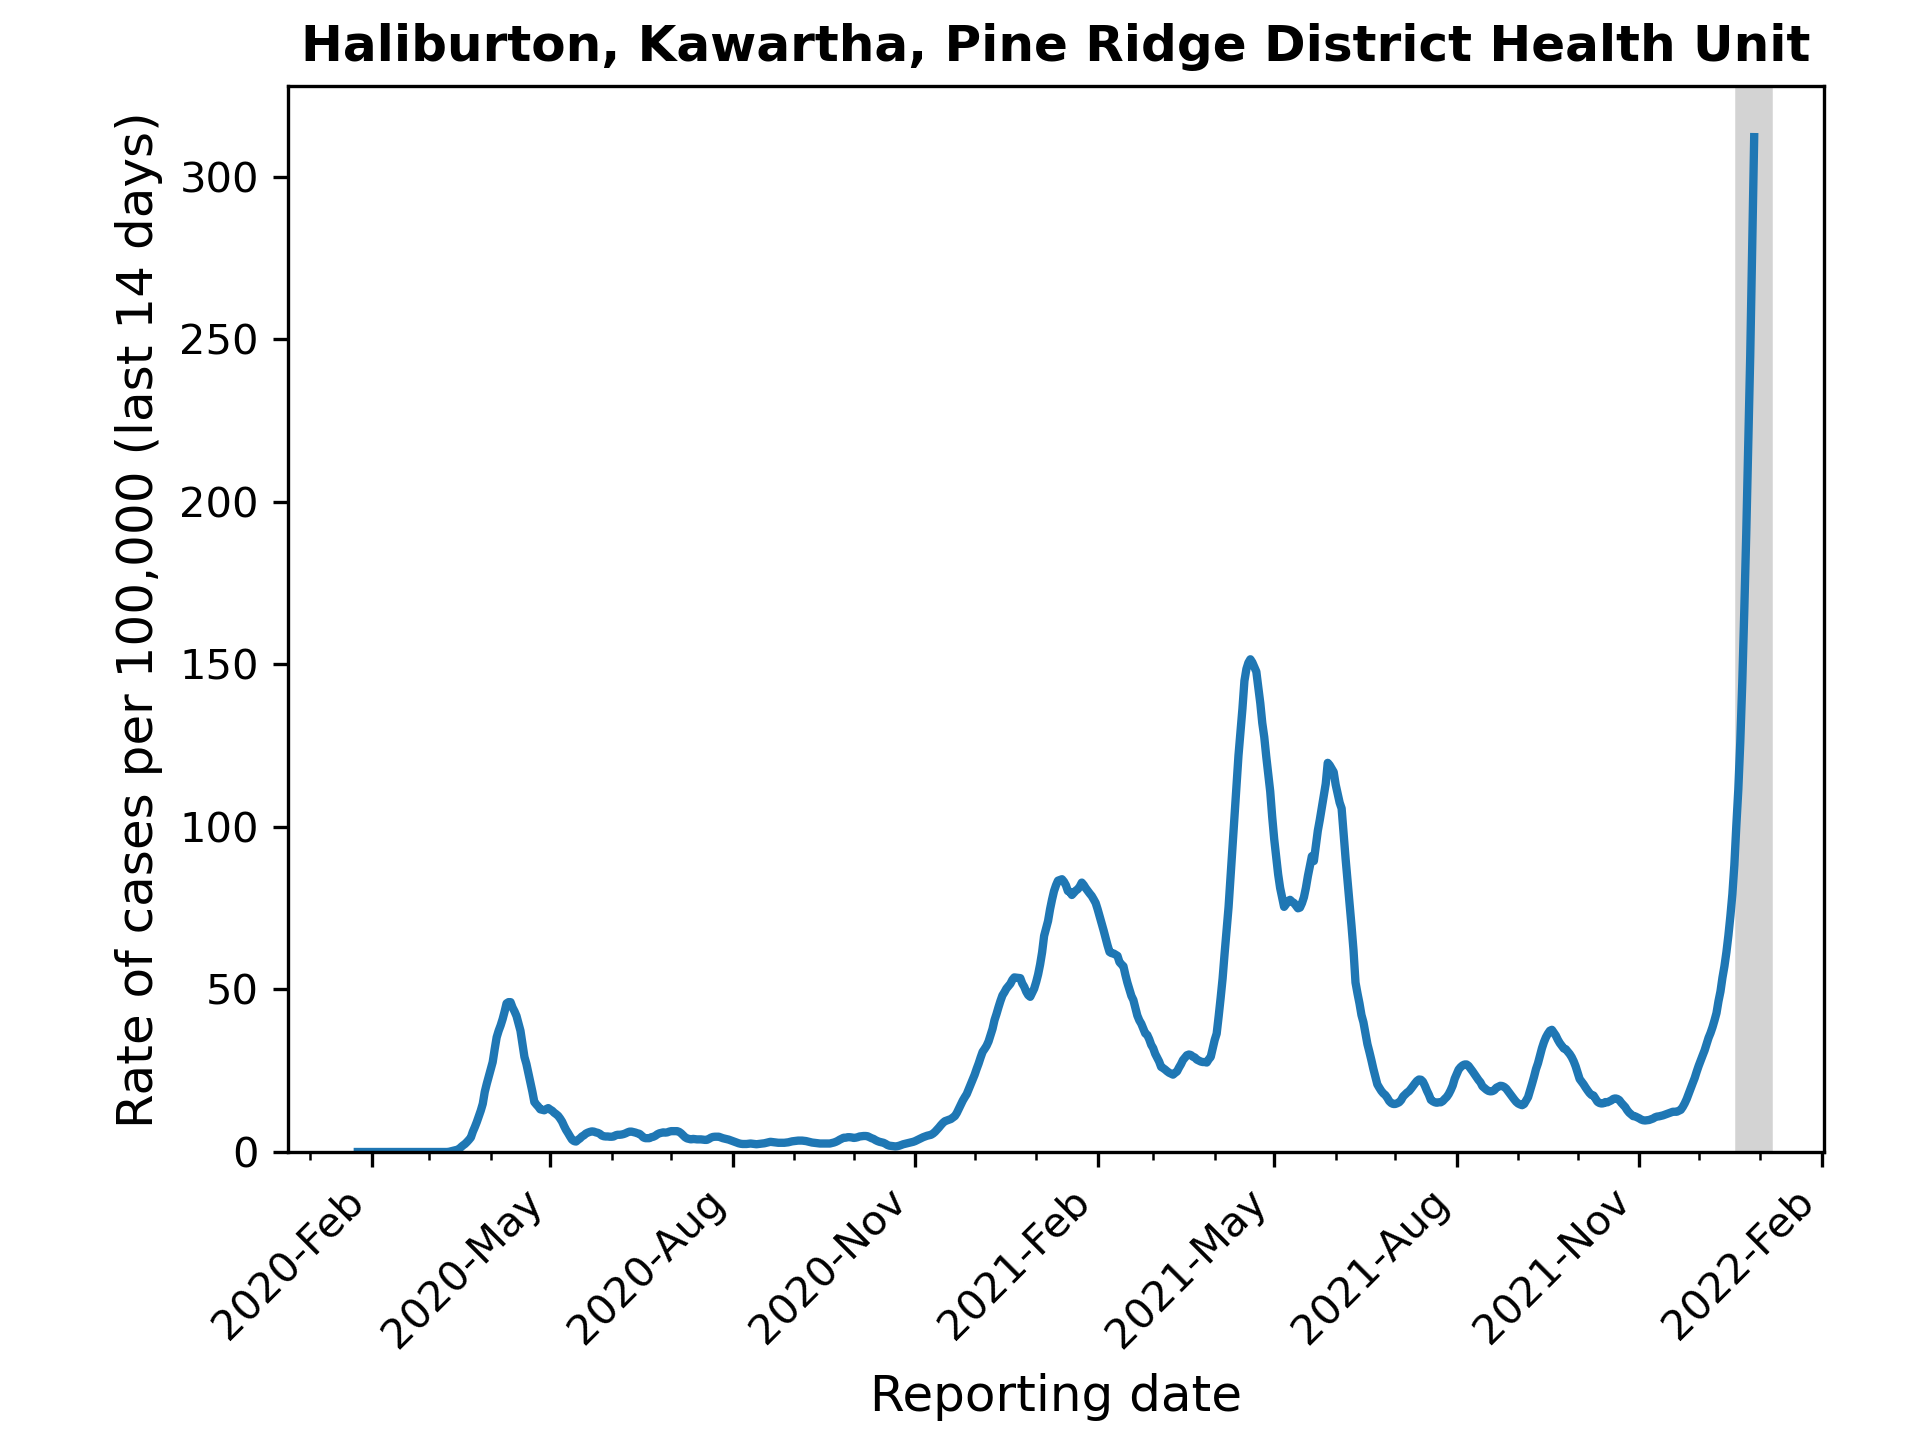 Haliburton, Kawartha, Pine Ridge District Health Unit
Rate of cases per 100,000 (last 14 days)
300
250
200
150
100
50
0
2020-Feb
2020-May
2020-Aug
2020-Nov
2021-Feb
2021-May
2021-Aug
2021-Nov
2022-Feb
Reporting date